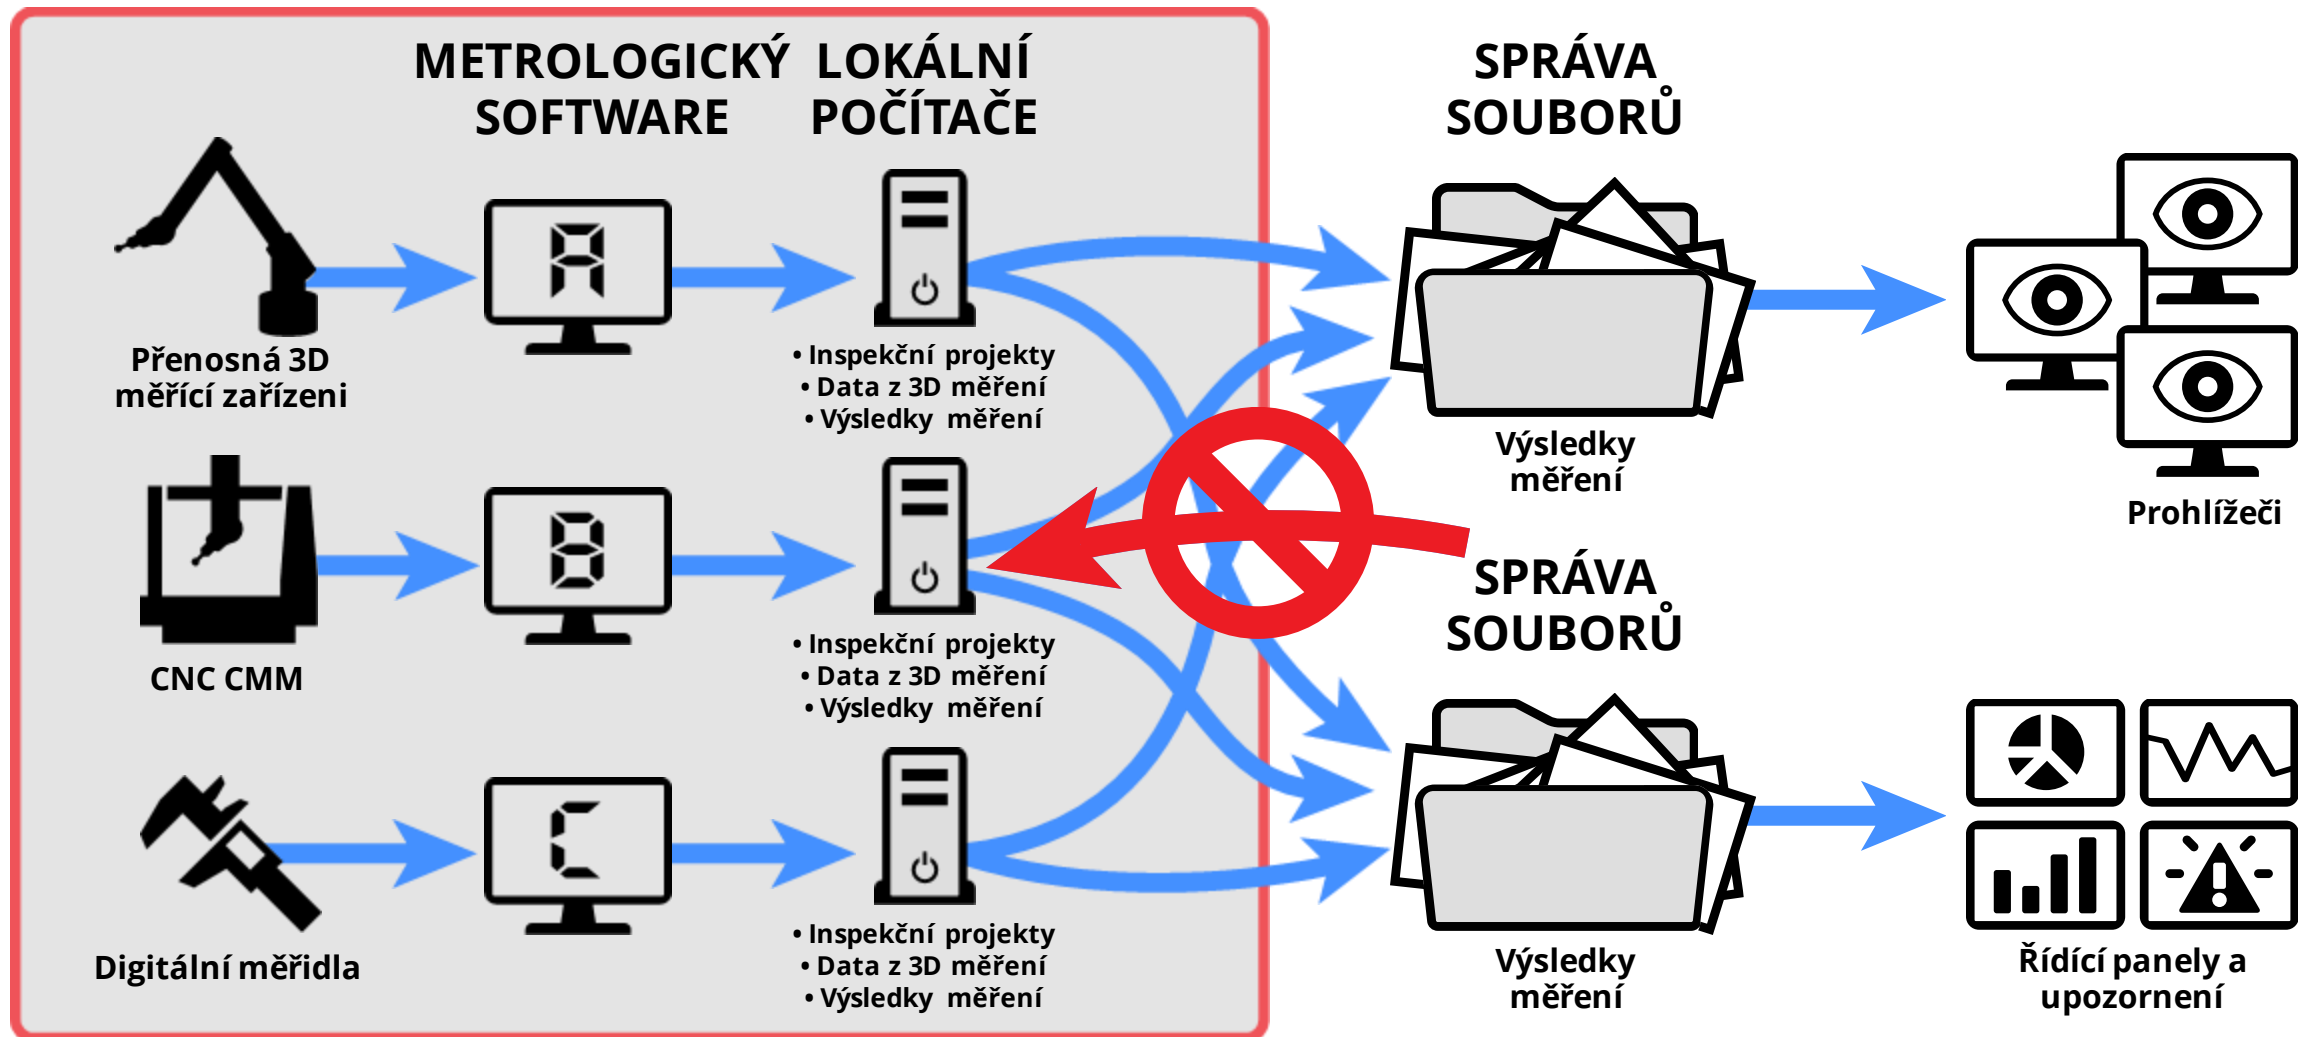 METROLOGICKÝ
SOFTWARE
LOKÁLNÍ
POČÍTAČE
SPRÁVA
SOUBORŮ
A
Přenosná 3D
měřící zařízeni
• Inspekční projekty
• Data z 3D měření
• Výsledky měření
Výsledky
měření
Prohlížeči
B
CNC CMM
• Inspekční projekty
• Data z 3D měření
• Výsledky měření
SPRÁVA
SOUBORŮ
C
Digitální měřidla
• Inspekční projekty
• Data z 3D měření
• Výsledky měření
Výsledky
měření
Řídící panely a
upozornení